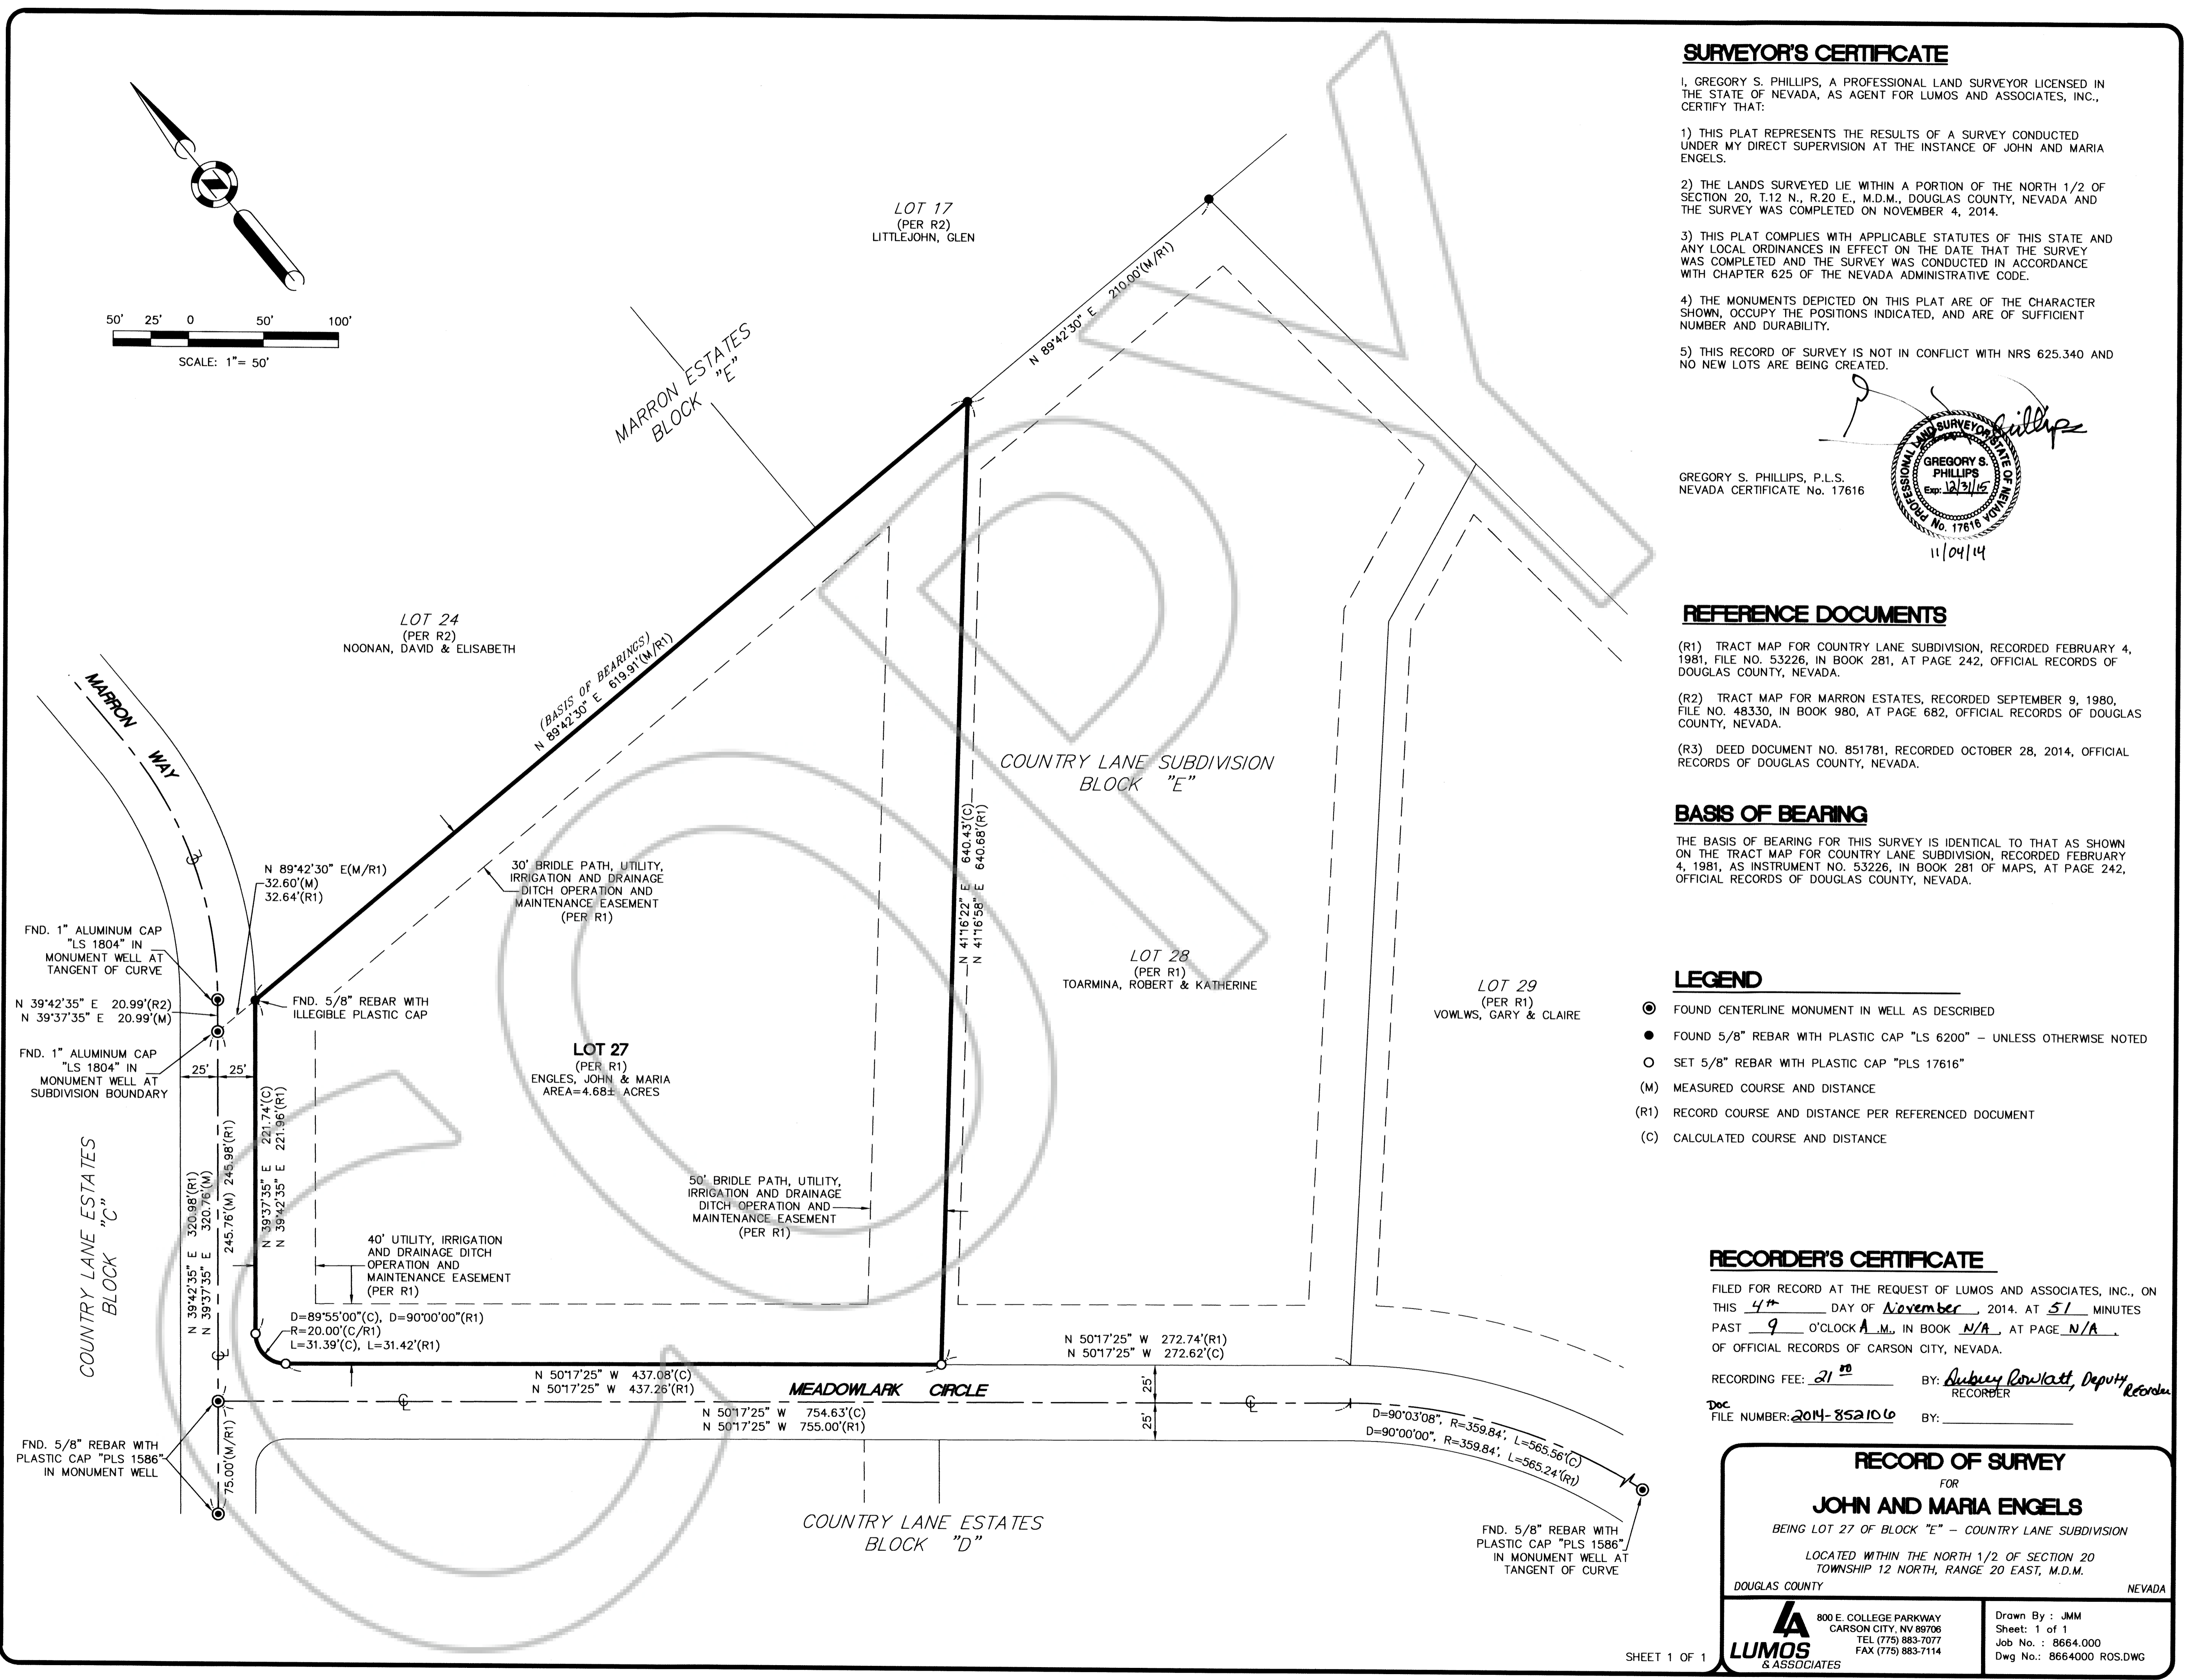 SURVEYOR'S CERTIFICATE
I, GREGORY S. PHILLIPS, A PROFESSIONAL LAND SURVEYOR LICENSED IN
THE STATE OF NEVADA, AS AGENT FOR LUMOS AND ASSOCIATES, INC.,
CERTIFY THAT:
1) THIS PLAT REPRESENTS THE RESULTS OF A SURVEY CONDUCTED
UNDER MY DIRECT SUPERVISION AT THE INSTANCE OF JOHN AND MARIA
ENGELS.
2) THE LANDS SURVEYED LIE WITHIN A PORTION OF THE NORTH 1/2 OF
SECTION 20, T.12 N., R.20 E., M.D.M., DOUGLAS COUNTY, NEVADA AND
THE SURVEY WAS COMPLETED ON NOVEMBER 4, 2014.
3) THIS PLAT COMPLIES WITH APPLICABLE STATUTES OF THIS STATE AND
ANY LOCAL ORDINANCES IN EFFECT ON THE DATE THAT THE SURVEY
WAS COMPLETED AND THE SURVEY WAS CONDUCTED IN ACCORDANCE
WITH CHAPTER 625 OF THE NEVADA ADMINISTRATIVE CODE.
4) THE MONUMENTS DEPICTED ON THIS PLAT ARE OF THE CHARACTER
SHOWN, OCCUPY THE POSITIONS INDICATED, AND ARE OF SUFFICIENT
NUMBER AND DURABILITY.
5) THIS RECORD OF SURVEY IS NOT IN CONFLICT WITH NRS 625.340 AND
NO NEW LOTS ARE BEING CREATED.
Phillips
GREGORY S. PHILLIPS, P.L.S.
NEVADA CERTIFICATE No. 17616
PROFESSIONAL LAND SURVEYOR/STATE OF NEVADA
GREGORY S.
PHILLIPS
Exp: 12/31/15
No. 17616
11/04/14
REFERENCE DOCUMENTS
(R1) TRACT MAP FOR COUNTRY LANE SUBDIVISION, RECORDED FEBRUARY 4,
1981, FILE NO. 53226, IN BOOK 281, AT PAGE 242, OFFICIAL RECORDS OF
DOUGLAS COUNTY, NEVADA.
(R2) TRACT MAP FOR MARRON ESTATES, RECORDED SEPTEMBER 9, 1980,
FILE NO. 48330, IN BOOK 980, AT PAGE 682, OFFICIAL RECORDS OF DOUGLAS
COUNTY, NEVADA.
(R3) DEED DOCUMENT NO. 851781, RECORDED OCTOBER 28, 2014, OFFICIAL
RECORDS OF DOUGLAS COUNTY, NEVADA.
BASIS OF BEARING
THE BASIS OF BEARING FOR THIS SURVEY IS IDENTICAL TO THAT AS SHOWN
ON THE TRACT MAP FOR COUNTRY LANE SUBDIVISION, RECORDED FEBRUARY
4, 1981, AS INSTRUMENT NO. 53226, IN BOOK 281 OF MAPS, AT PAGE 242,
OFFICIAL RECORDS OF DOUGLAS COUNTY, NEVADA.
LEGEND
FOUND CENTERLINE MONUMENT IN WELL AS DESCRIBED
FOUND 5/8" REBAR WITH PLASTIC CAP "LS 6200" – UNLESS OTHERWISE NOTED
SET 5/8" REBAR WITH PLASTIC CAP "PLS 17616"
(M) MEASURED COURSE AND DISTANCE
(R1) RECORD COURSE AND DISTANCE PER REFERENCED DOCUMENT
(C) CALCULATED COURSE AND DISTANCE
RECORDER'S CERTIFICATE
FILED FOR RECORD AT THE REQUEST OF LUMOS AND ASSOCIATES, INC., ON
THIS 4th DAY OF November, 2014. AT 51 MINUTES
PAST 9 O'CLOCK A .M., IN BOOK N/A, AT PAGE N/A.
OF OFFICIAL RECORDS OF CARSON CITY, NEVADA.
RECORDING FEE: 21 00 BY: Aubrey Rowlatt, Deputy Recorder
RECORDER
Doc
FILE NUMBER: 2014-852106 BY:
RECORD OF SURVEY
FOR
JOHN AND MARIA ENGELS
BEING LOT 27 OF BLOCK "E" – COUNTRY LANE SUBDIVISION
LOCATED WITHIN THE NORTH 1/2 OF SECTION 20
TOWNSHIP 12 NORTH, RANGE 20 EAST, M.D.M.
DOUGLAS COUNTY NEVADA
LA
LUMOS
& ASSOCIATES
800 E. COLLEGE PARKWAY
CARSON CITY, NV 89706
TEL (775) 883-7077
FAX (775) 883-7114
Drawn By : JMM
Sheet: 1 of 1
Job No. : 8664.000
Dwg No.: 8664000 ROS.DWG
SHEET 1 OF 1
N
50' 25' 0 50' 100'
SCALE: 1"= 50'
LOT 17
(PER R2)
LITTLEJOHN, GLEN
N 89°42'30" E 210.00'(M/R1)
MARRON ESTATES
BLOCK "E"
LOT 24
(PER R2)
NOONAN, DAVID & ELISABETH
(BASIS OF BEARINGS)
N 89°42'30" E 619.91'(M/R1)
MARRON WAY
COUNTRY LANE SUBDIVISION
BLOCK "E"
N 41°16'22" E 640.43'(C)
N 41°16'58" E 640.68'(R1)
N 89°42'30" E(M/R1)
32.60'(M)
32.64'(R1)
30' BRIDLE PATH, UTILITY,
IRRIGATION AND DRAINAGE
DITCH OPERATION AND
MAINTENANCE EASEMENT
(PER R1)
FND. 1" ALUMINUM CAP
"LS 1804" IN
MONUMENT WELL AT
TANGENT OF CURVE
N 39°42'35" E 20.99'(R2)
N 39°37'35" E 20.99'(M)
FND. 5/8" REBAR WITH
ILLEGIBLE PLASTIC CAP
FND. 1" ALUMINUM CAP
"LS 1804" IN
MONUMENT WELL AT
SUBDIVISION BOUNDARY
25' 25'
LOT 27
(PER R1)
ENGLES, JOHN & MARIA
AREA=4.68± ACRES
LOT 28
(PER R1)
TOARMINA, ROBERT & KATHERINE
LOT 29
(PER R1)
VOWLWS, GARY & CLAIRE
COUNTRY LANE ESTATES
BLOCK "C"
N 39°42'35" E 320.98'(R1)
N 39°37'35" E 320.76'(M)
245.76'(M) 245.98'(R1)
N 39°37'35" E 221.74'(C)
N 39°42'35" E 221.96'(R1)
50' BRIDLE PATH, UTILITY,
IRRIGATION AND DRAINAGE
DITCH OPERATION AND
MAINTENANCE EASEMENT
(PER R1)
40' UTILITY, IRRIGATION
AND DRAINAGE DITCH
OPERATION AND
MAINTENANCE EASEMENT
(PER R1)
D=89°55'00"(C), D=90°00'00"(R1)
R=20.00'(C/R1)
L=31.39'(C), L=31.42'(R1)
N 50°17'25" W 437.08'(C)
N 50°17'25" W 437.26'(R1)
N 50°17'25" W 272.74'(R1)
N 50°17'25" W 272.62'(C)
MEADOWLARK CIRCLE
N 50°17'25" W 754.63'(C)
N 50°17'25" W 755.00'(R1)
25'
25'
D=90°03'08", R=359.84', L=565.56'(C)
D=90°00'00", R=359.84', L=565.24'(R1)
FND. 5/8" REBAR WITH
PLASTIC CAP "PLS 1586"
IN MONUMENT WELL
75.00'(M/R1)
COUNTRY LANE ESTATES
BLOCK "D"
FND. 5/8" REBAR WITH
PLASTIC CAP "PLS 1586"
IN MONUMENT WELL AT
TANGENT OF CURVE
COPY